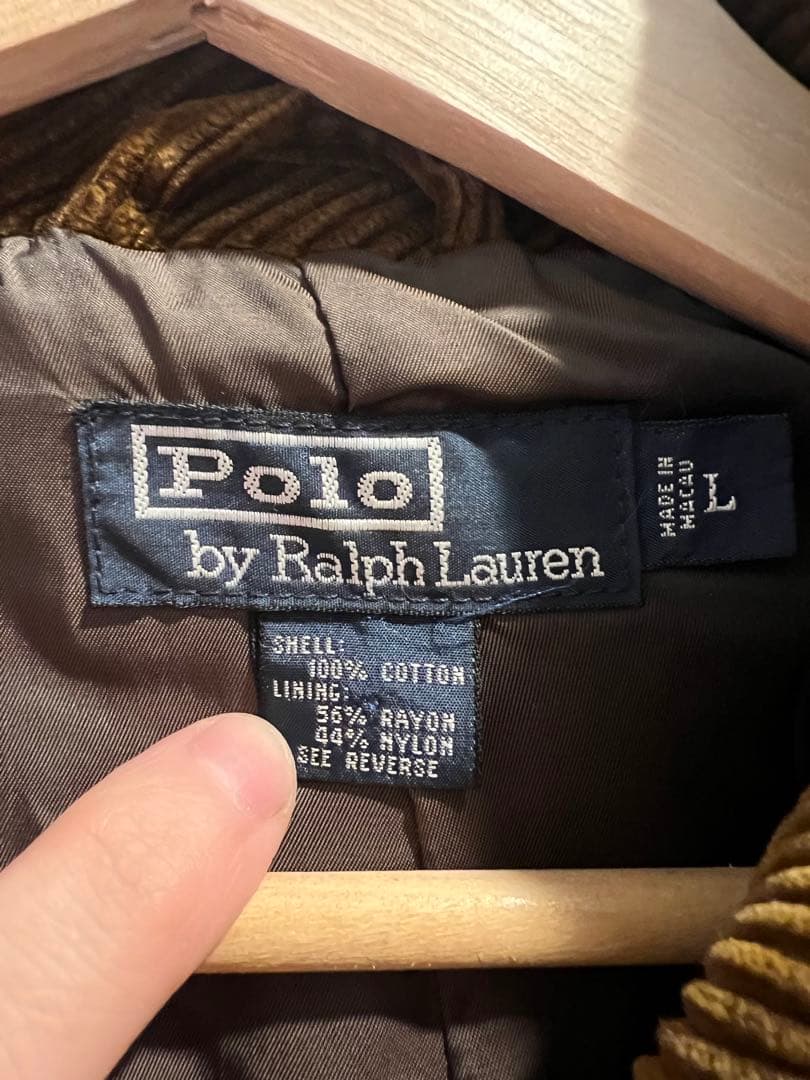 Polo
by Ralph Lauren
MADE IN
MACAU
L
SHELL:
100% COTTON
LINING:
56% RAYON
44% NYLON
SEE REVERSE